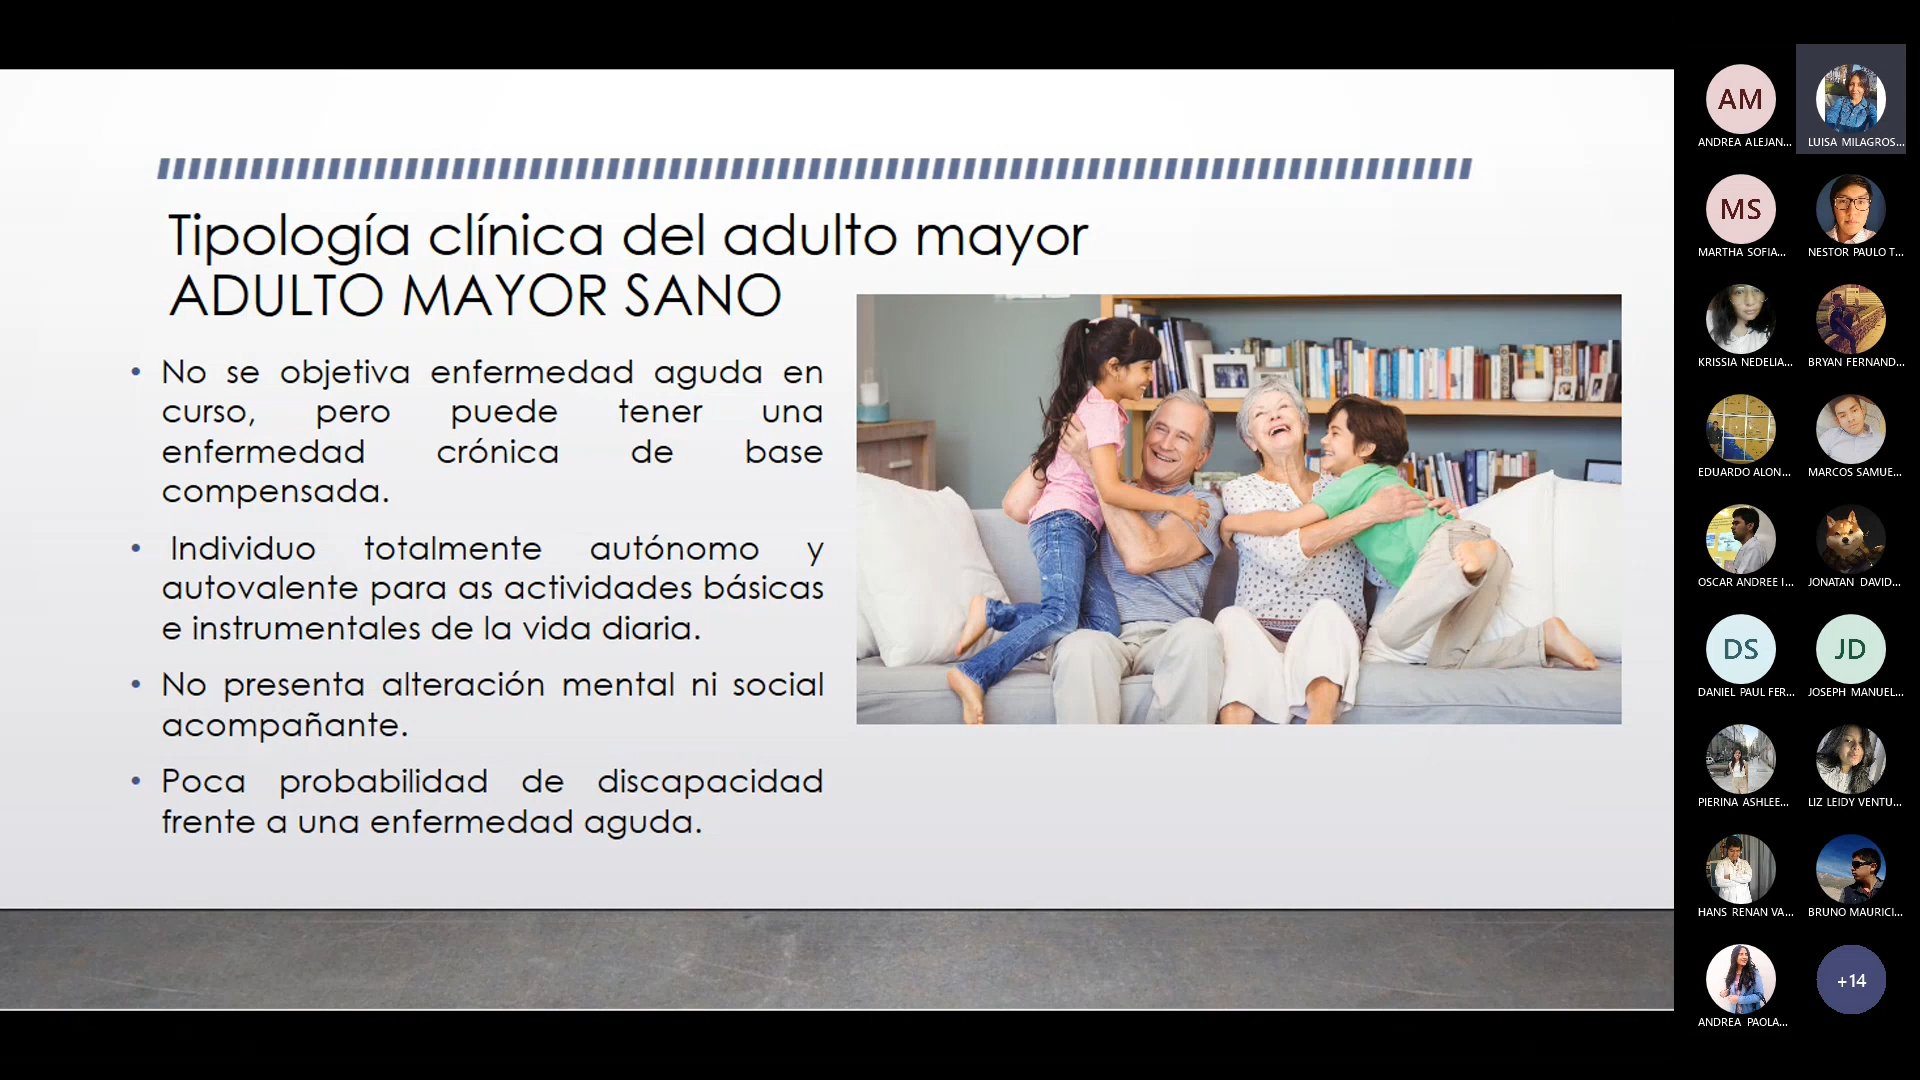 Tipología clínica del adulto mayor
ADULTO MAYOR SANO
• No se objetiva enfermedad aguda en
curso, pero puede tener una
enfermedad crónica de base
compensada.
• Individuo totalmente autónomo y
autovalente para as actividades básicas
e instrumentales de la vida diaria.
• No presenta alteración mental ni social
acompañante.
• Poca probabilidad de discapacidad
frente a una enfermedad aguda.
AM
ANDREA ALEJAN...
LUISA MILAGROS...
MS
MARTHA SOFIA...
NESTOR PAULO T...
KRISSIA NEDELIA...
BRYAN FERNAND...
EDUARDO ALON...
MARCOS SAMUE...
OSCAR ANDREE I...
JONATAN DAVID...
DS
DANIEL PAUL FER...
JD
JOSEPH MANUEL...
PIERINA ASHLEE...
LIZ LEIDY VENTU...
HANS RENAN VA...
BRUNO MAURICI...
ANDREA PAOLA...
+14